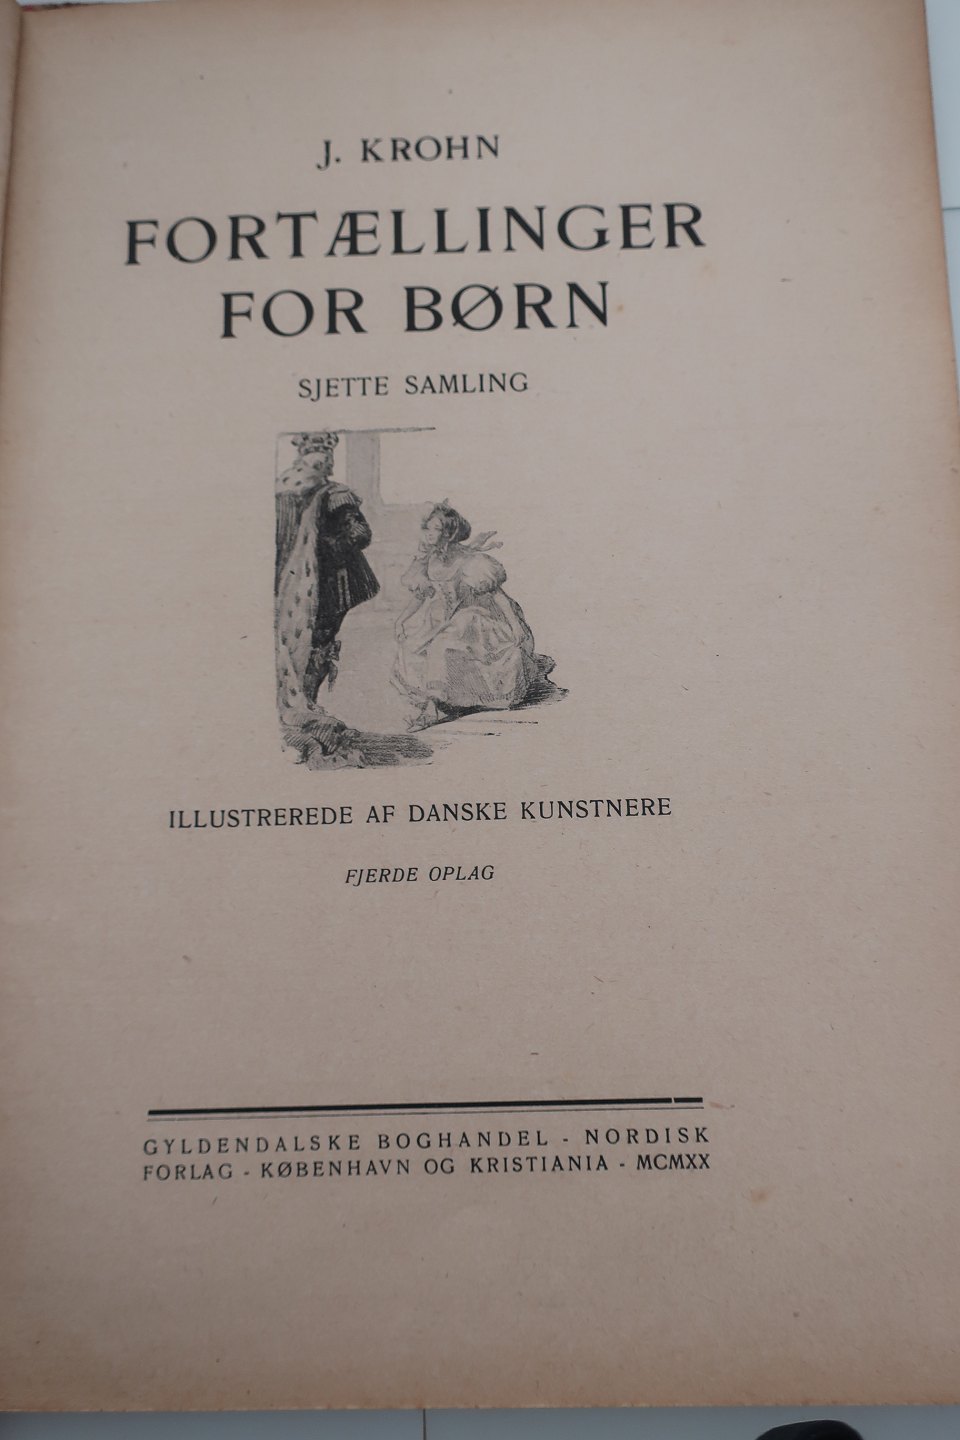 J. KROHN
FORTÆLLINGER
FOR BØRN
SJETTE SAMLING
ILLUSTREREDE AF DANSKE KUNSTNERE
FJERDE OPLAG
GYLDENDALSKE BOGHANDEL - NORDISK
FORLAG - KØBENHAVN OG KRISTIANIA - MCMXX